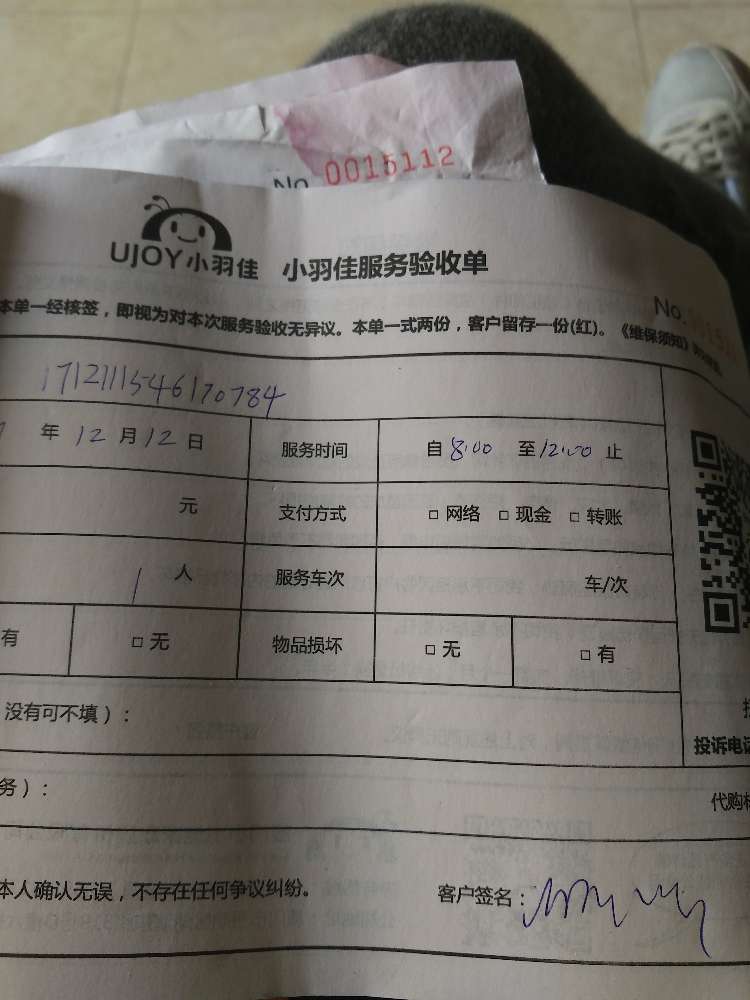 No. 0015112
UJOY小羽佳 小羽佳服务验收单
No.
本单一经核签，即视为对本次服务验收无异议。本单一式两份，客户留存一份(红)。《维保须知》
1712111546170784
年 12 月 12 日 服务时间 自 8:00 至 12:00 止
元 支付方式 □ 网络 □ 现金 □ 转账
1 人 服务车次 车/次
有 □ 无 物品损坏 □ 无 □ 有
没有可不填）：
投诉电话
务）： 代购
本人确认无误，不存在任何争议纠纷。 客户签名：